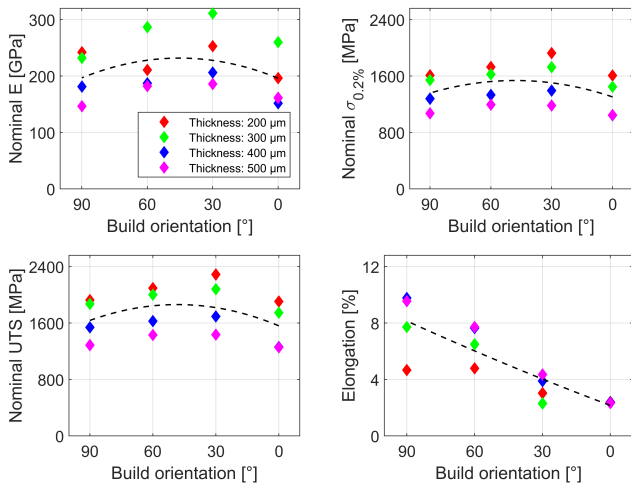 Nominal E [GPa]
300
200
100
0
90 60 30 0
Build orientation [°]
Thickness: 200 μm
Thickness: 300 μm
Thickness: 400 μm
Thickness: 500 μm
Nominal σ0.2% [MPa]
2400
1600
800
0
90 60 30 0
Build orientation [°]
Nominal UTS [MPa]
2400
1600
800
0
90 60 30 0
Build orientation [°]
Elongation [%]
12
8
4
0
90 60 30 0
Build orientation [°]